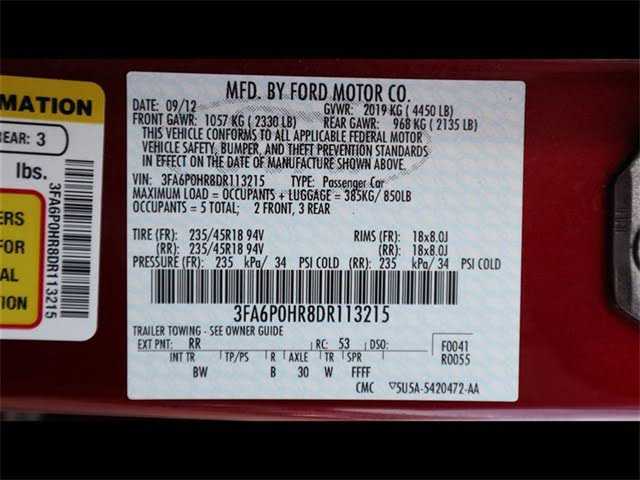 MFD. BY FORD MOTOR CO.
DATE: 09/12 GVWR: 2019 KG (4450 LB)
FRONT GAWR: 1057 KG (2330 LB) REAR GAWR: 968 KG (2135 LB)
THIS VEHICLE CONFORMS TO ALL APPLICABLE FEDERAL MOTOR
VEHICLE SAFETY, BUMPER, AND THEFT PREVENTION STANDARDS
IN EFFECT ON THE DATE OF MANUFACTURE SHOWN ABOVE.
VIN: 3FA6P0HR8DR113215 TYPE: Passenger Car
MAXIMUM LOAD = OCCUPANTS + LUGGAGE = 385KG/ 850LB
OCCUPANTS = 5 TOTAL: 2 FRONT, 3 REAR
TIRE (FR): 235/45R18 94V RIMS (FR): 18x8.0J
(RR): 235/45R18 94V (RR): 18x8.0J
PRESSURE (FR): 235 kPa/ 34 PSI COLD (RR): 235 kPa/ 34 PSI COLD
3FA6P0HR8DR113215
TRAILER TOWING - SEE OWNER GUIDE
EXT PNT: RR RC: 53 DSO: F0041
INT TR TP/PS R AXLE TR SPR R0055
BW B 30 W FFFF
CMC ▽5U5A-5420472-AA
RMATION
REAR: 3
lbs.
ERS
FOR
AL
ION
3FA6P0HR8DR113215